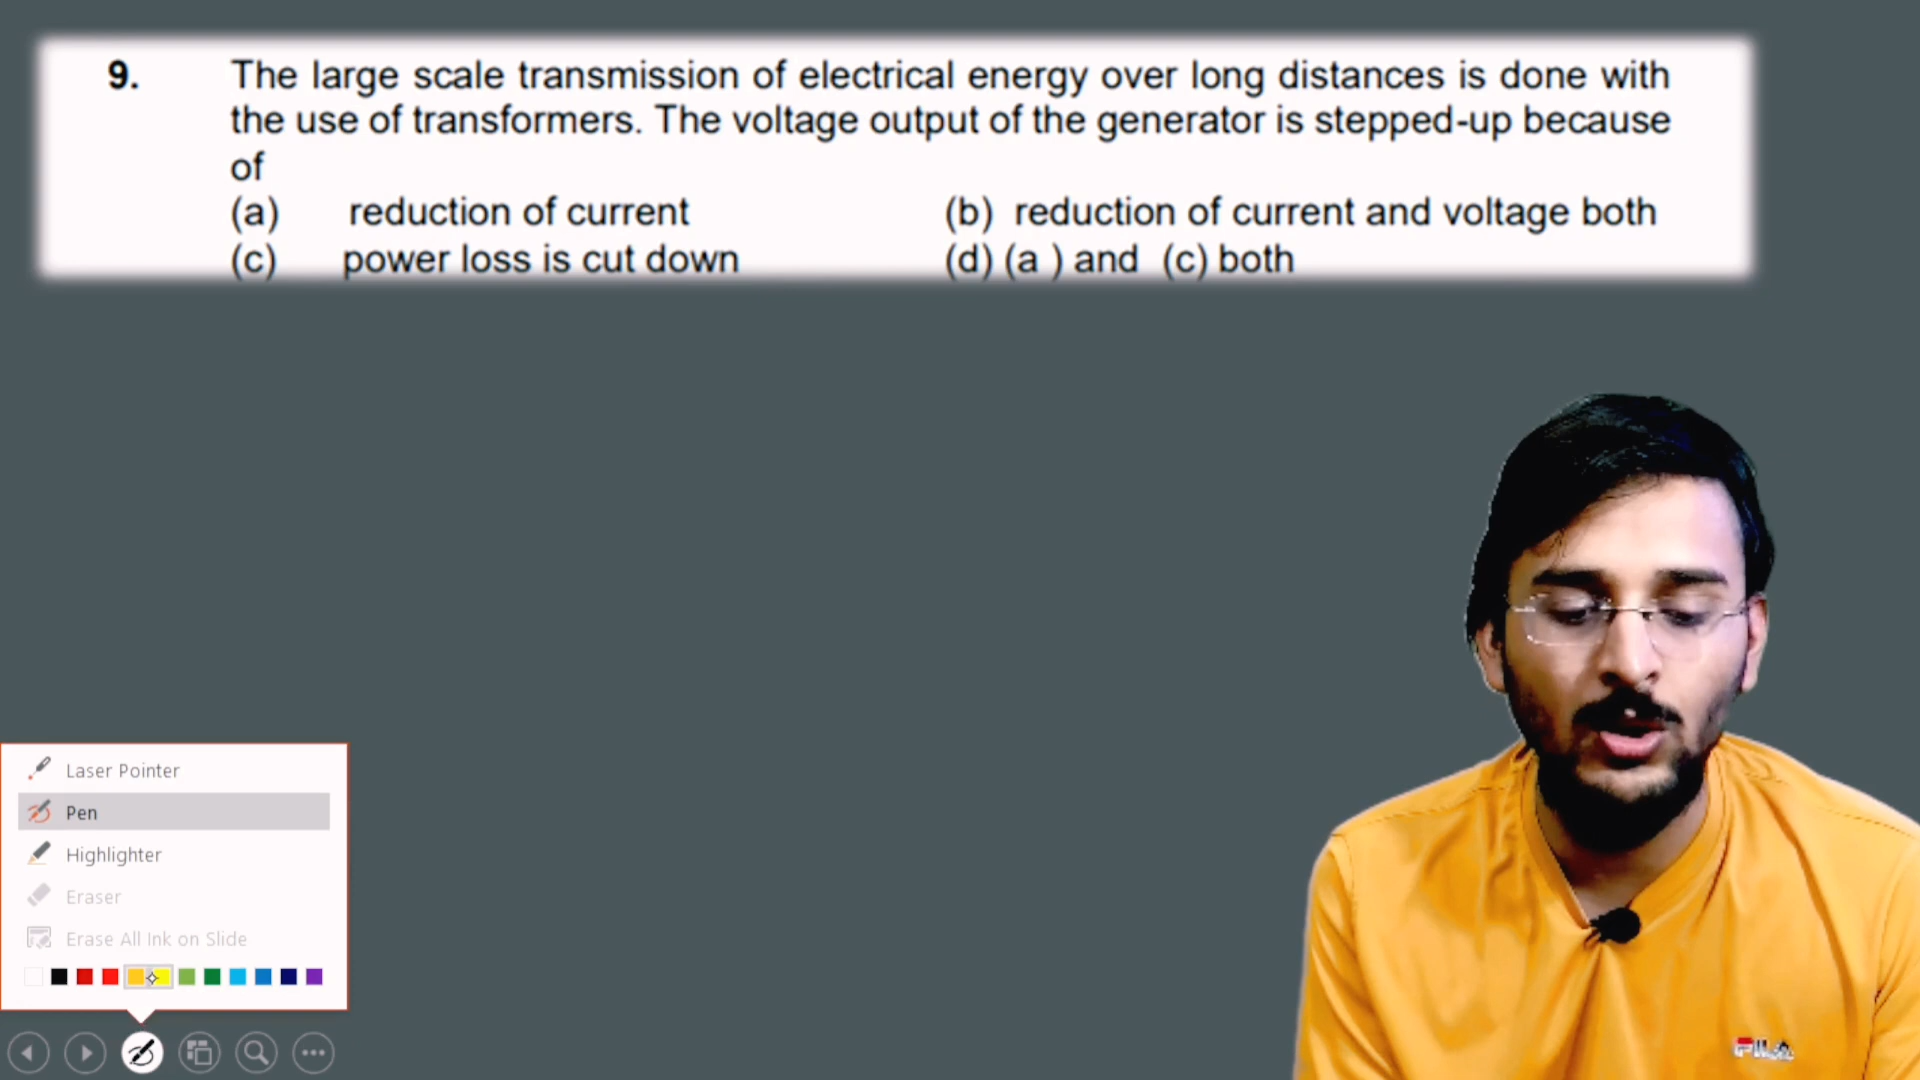 9. The large scale transmission of electrical energy over long distances is done with
the use of transformers. The voltage output of the generator is stepped-up because
of
(a) reduction of current (b) reduction of current and voltage both
(c) power loss is cut down (d) (a ) and (c) both
Laser Pointer
Pen
Highlighter
Eraser
Erase All Ink on Slide
FILA